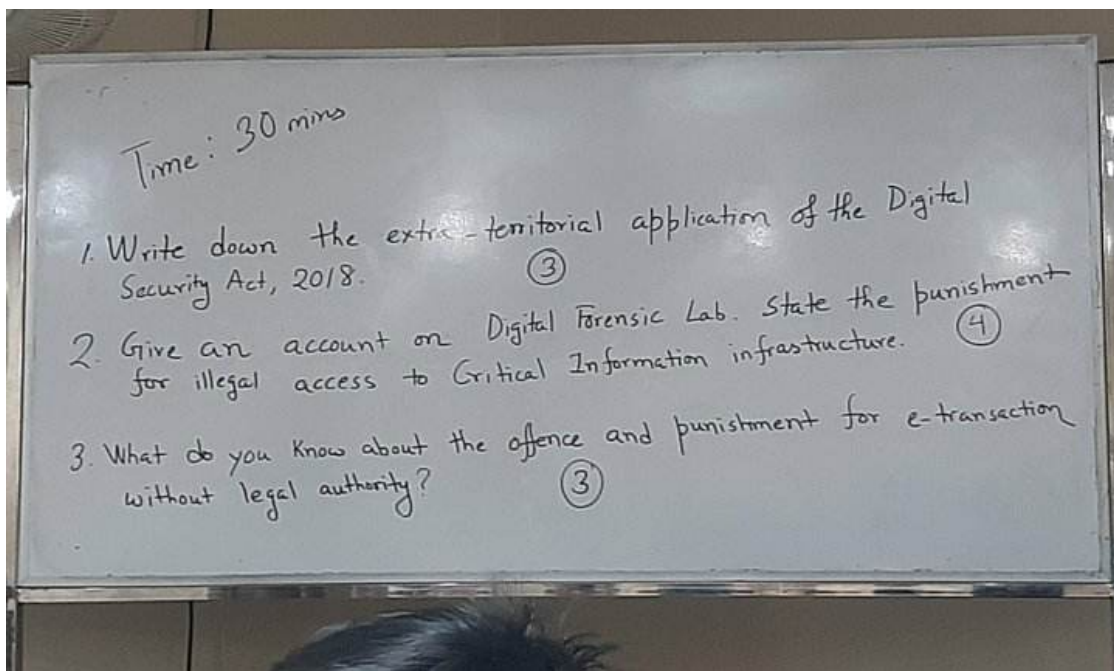 Time: 30 mins
1. Write down the extra-territorial application of the Digital
Security Act, 2018. (3)
2. Give an account on Digital Forensic Lab. State the punishment
for illegal access to Critical Information infrastructure. (4)
3. What do you know about the offence and punishment for e-transaction
without legal authority? (3)